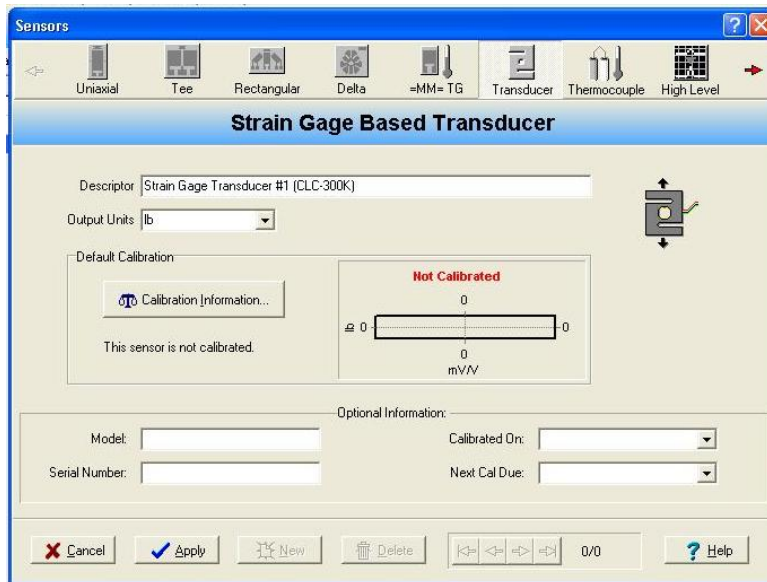 Sensors
Uniaxial Tee Rectangular Delta =MM= TG Transducer Thermocouple High Level
Strain Gage Based Transducer
Descriptor Strain Gage Transducer #1 (CLC-300K)
Output Units lb
Default Calibration
Calibration Information...
This sensor is not calibrated.
Not Calibrated
0
lb 0 0
0
mV/V
Optional Information:
Model: Calibrated On:
Serial Number: Next Cal Due:
Cancel Apply New Delete 0/0 Help